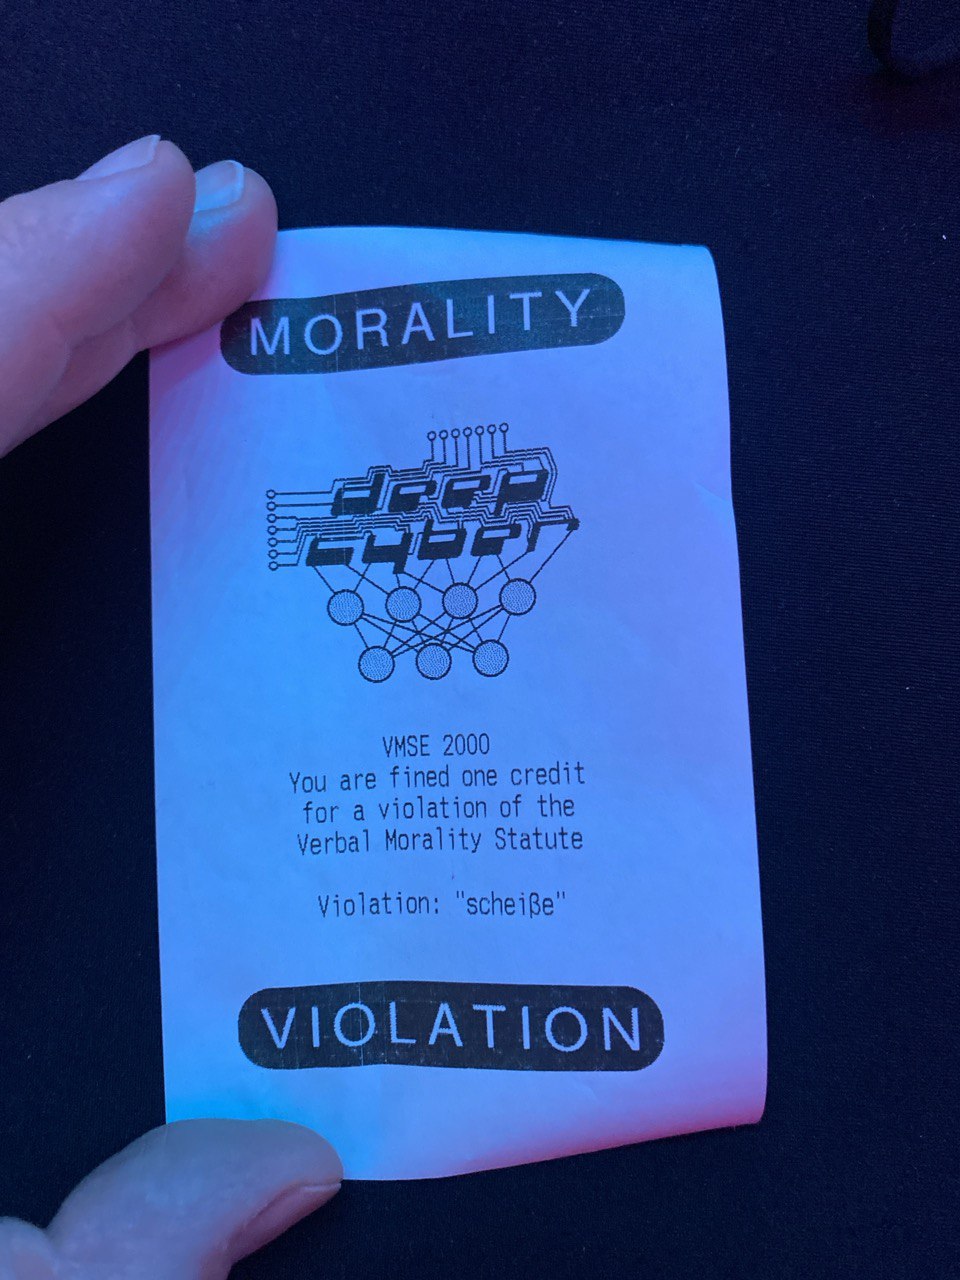 MORALITY
deep
cyber
VMSE 2000
You are fined one credit
for a violation of the
Verbal Morality Statute
Violation: "scheiße"
VIOLATION